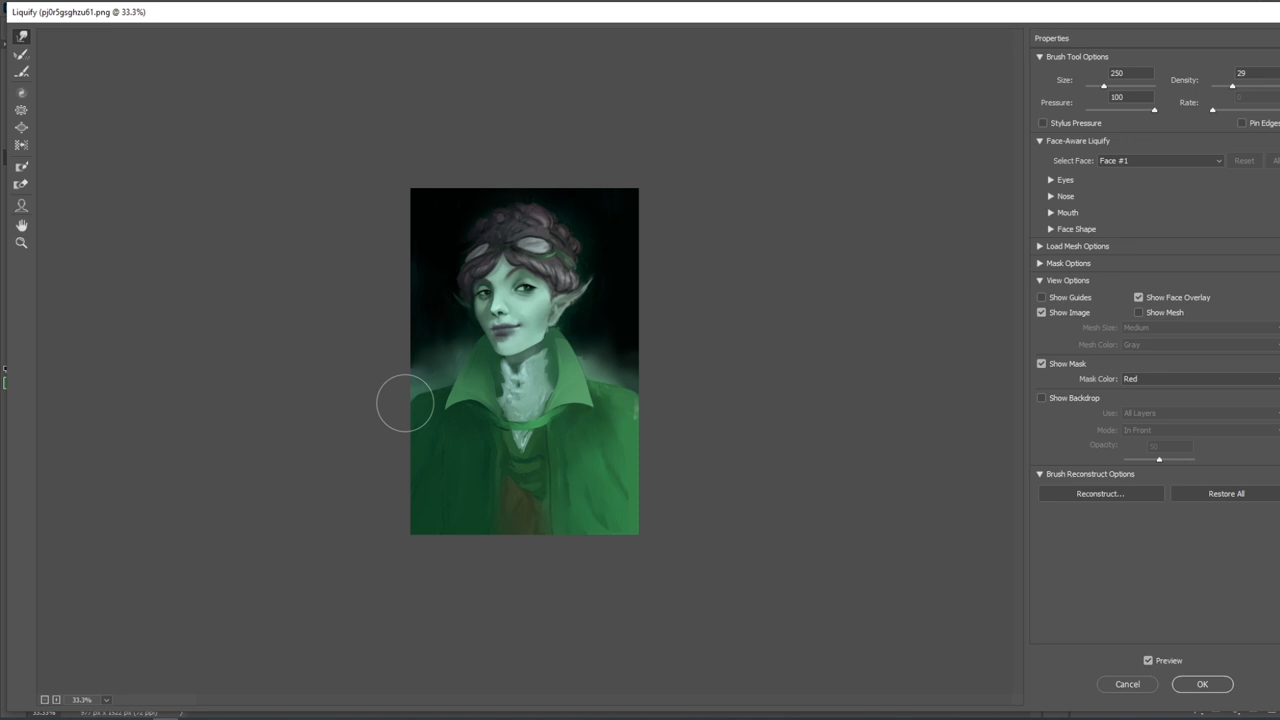 Liquify (pj0r5gsghzu61.png @ 33.3%)
Properties
Brush Tool Options
Size: 250 Density: 29
Pressure: 100 Rate: 0
Stylus Pressure Pin Edges
Face-Aware Liquify
Select Face: Face #1 Reset
Eyes
Nose
Mouth
Face Shape
Load Mesh Options
Mask Options
View Options
Show Guides Show Face Overlay
Show Image Show Mesh
Mesh Size: Medium
Mesh Color: Gray
Show Mask
Mask Color: Red
Show Backdrop
Use: All Layers
Mode: In Front
Opacity: 50
Brush Reconstruct Options
Reconstruct... Restore All
Preview
Cancel OK
33.3%